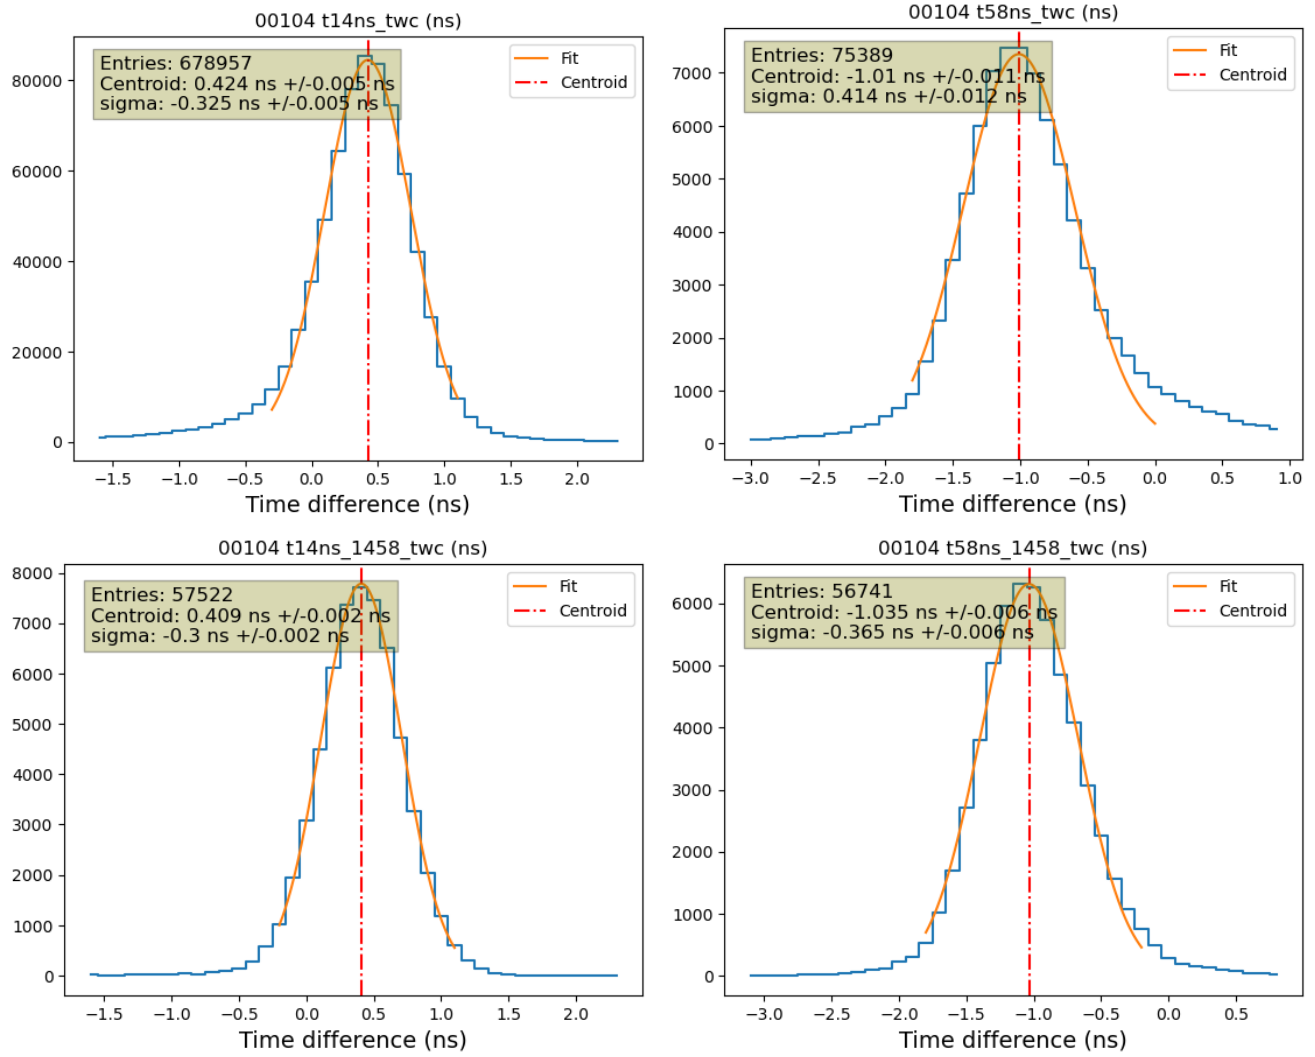 00104 t14ns_twc (ns)
Entries: 678957
Centroid: 0.424 ns +/-0.005 ns
sigma: -0.325 ns +/-0.005 ns
Fit
Centroid
80000
60000
40000
20000
0
−1.5 −1.0 −0.5 0.0 0.5 1.0 1.5 2.0
Time difference (ns)
00104 t58ns_twc (ns)
Entries: 75389
Centroid: -1.01 ns +/-0.011 ns
sigma: 0.414 ns +/-0.012 ns
Fit
Centroid
7000
6000
5000
4000
3000
2000
1000
0
−3.0 −2.5 −2.0 −1.5 −1.0 −0.5 0.0 0.5 1.0
Time difference (ns)
00104 t14ns_1458_twc (ns)
Entries: 57522
Centroid: 0.409 ns +/-0.002 ns
sigma: -0.3 ns +/-0.002 ns
Fit
Centroid
8000
7000
6000
5000
4000
3000
2000
1000
0
−1.5 −1.0 −0.5 0.0 0.5 1.0 1.5 2.0
Time difference (ns)
00104 t58ns_1458_twc (ns)
Entries: 56741
Centroid: -1.035 ns +/-0.006 ns
sigma: -0.365 ns +/-0.006 ns
Fit
Centroid
6000
5000
4000
3000
2000
1000
0
−3.0 −2.5 −2.0 −1.5 −1.0 −0.5 0.0 0.5
Time difference (ns)